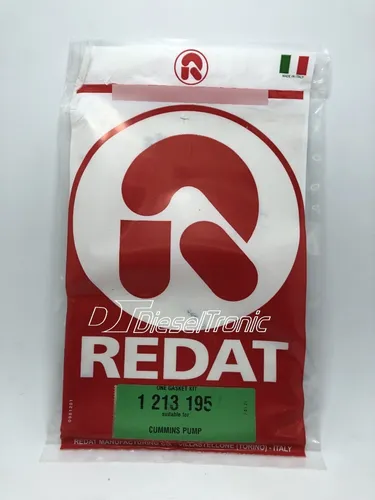 MADE IN ITALY
DieselTronic
REDAT
ONE GASKET KIT
1 213 195
suitable for
CUMMINS PUMP
REDAT MANUFACTURING
CASTELLONE (TORINO) - ITALY